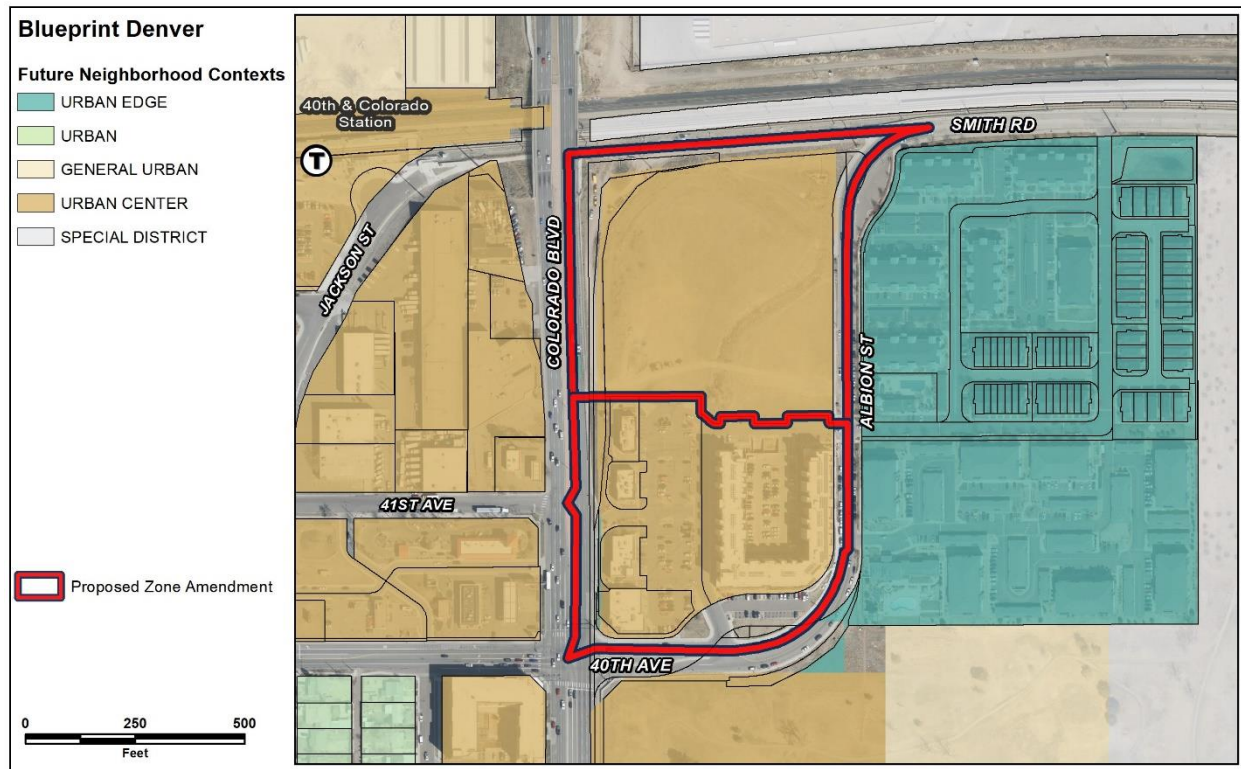 Blueprint Denver
Future Neighborhood Contexts
URBAN EDGE
URBAN
GENERAL URBAN
URBAN CENTER
SPECIAL DISTRICT
Proposed Zone Amendment
0 250 500
Feet
40th & Colorado
Station
T
SMITH RD
JACKSON ST
COLORADO BLVD
ALBION ST
41ST AVE
40TH AVE